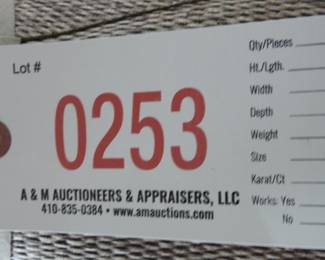 Lot #
0253
A & M AUCTIONEERS & APPRAISERS, LLC
410-835-0384 • www.amauctions.com
Qty/Pieces
Ht./Lgth.
Width
Depth
Weight
Size
Karat/Ct
Works: Yes
No